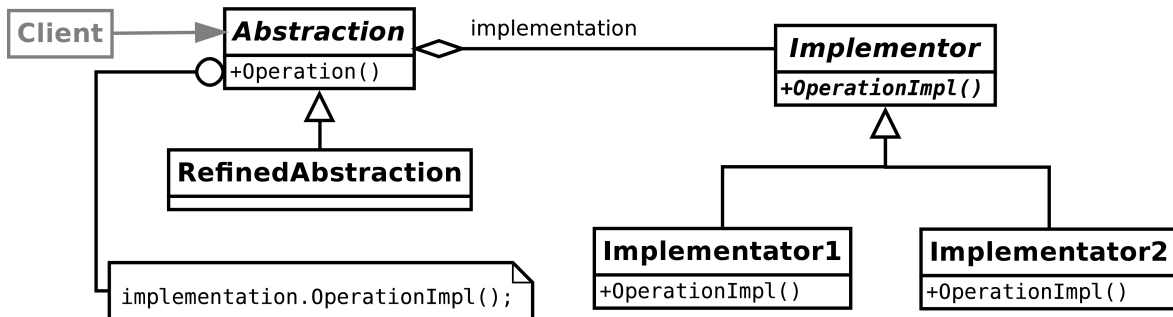 Client
Abstraction
+Operation()
implementation
Implementor
+OperationImpl()
RefinedAbstraction
Implementator1
+OperationImpl()
Implementator2
+OperationImpl()
implementation.OperationImpl();